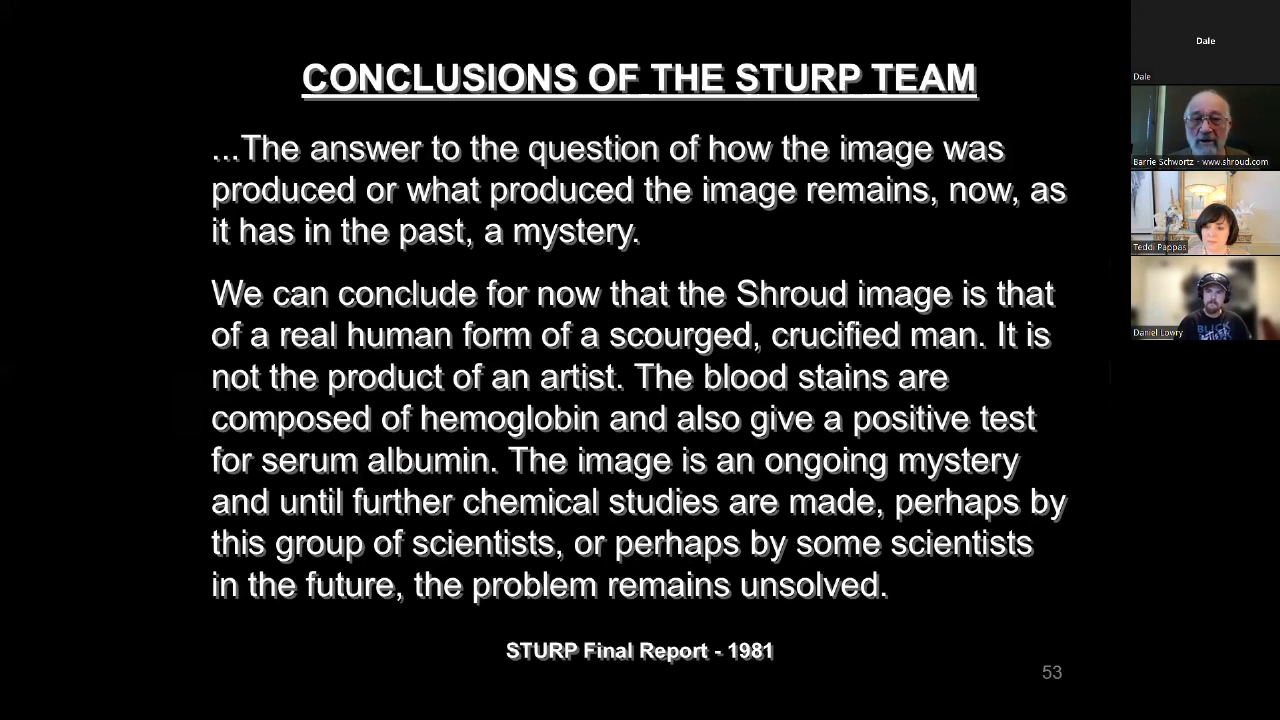 CONCLUSIONS OF THE STURP TEAM
...The answer to the question of how the image was
produced or what produced the image remains, now, as
it has in the past, a mystery.
We can conclude for now that the Shroud image is that
of a real human form of a scourged, crucified man. It is
not the product of an artist. The blood stains are
composed of hemoglobin and also give a positive test
for serum albumin. The image is an ongoing mystery
and until further chemical studies are made, perhaps by
this group of scientists, or perhaps by some scientists
in the future, the problem remains unsolved.
STURP Final Report - 1981
53
Dale
Dale
Barrie Schwortz - www.shroud.com
Teddi Pappas
Daniel Lowry